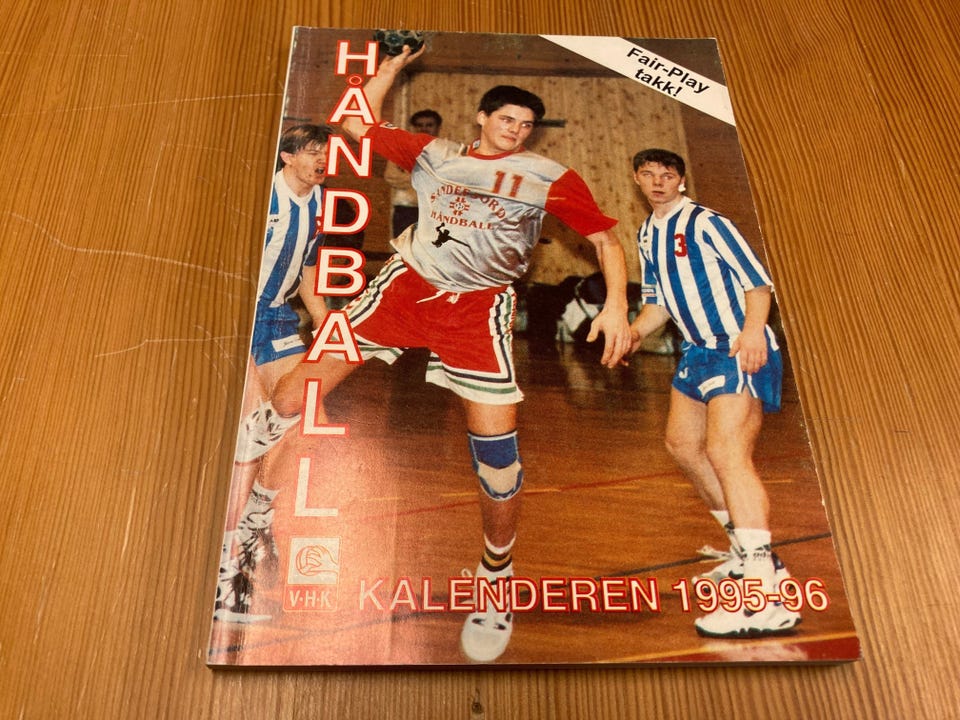 HÅNDBALL
Fair-Play
takk!
11
HÅNDBALL
3
V·H·K
KALENDEREN 1995-96